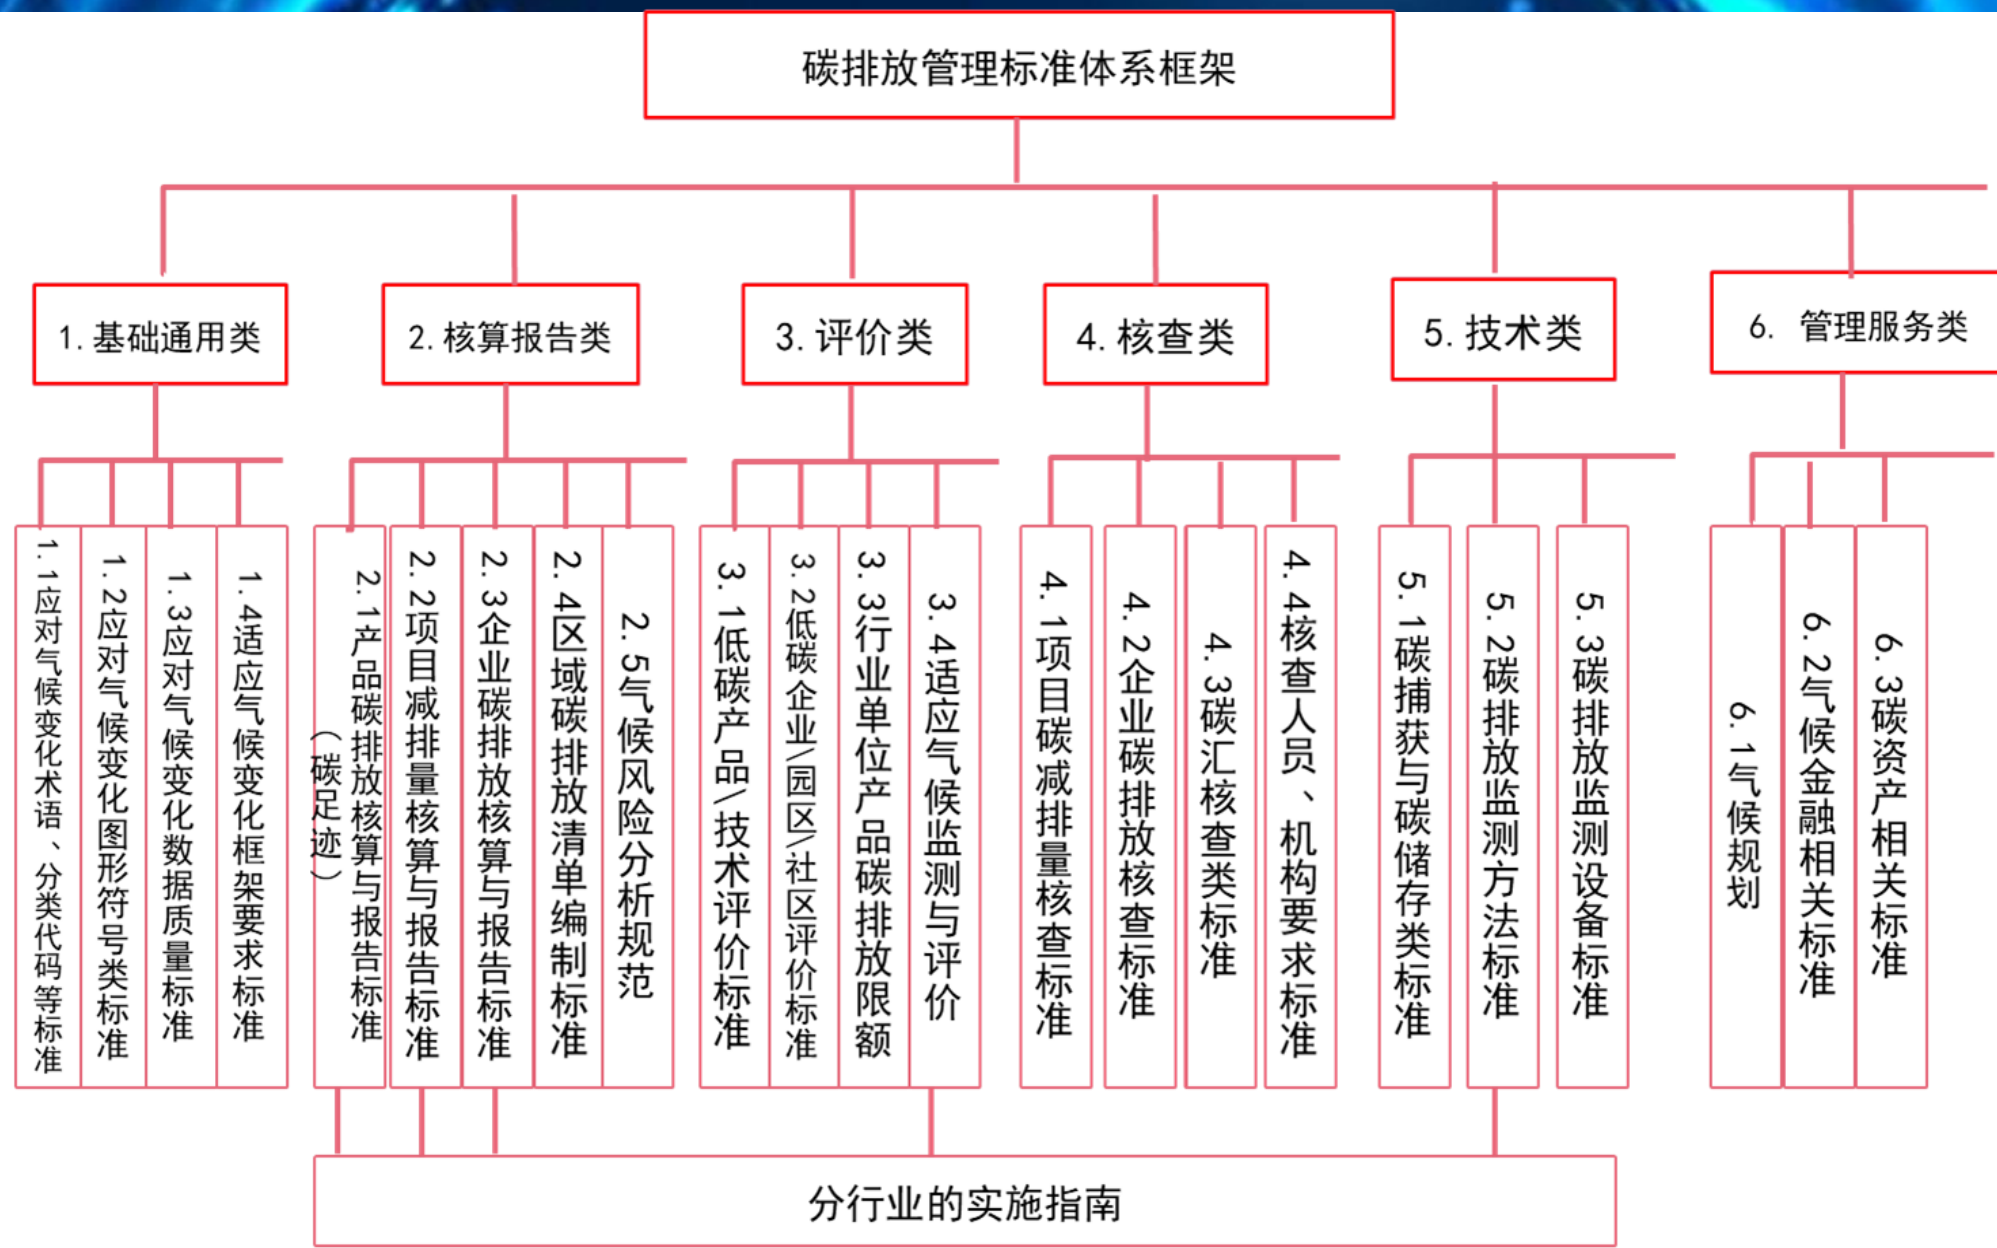 碳排放管理标准体系框架
1.基础通用类
2.核算报告类
3.评价类
4.核查类
5.技术类
6. 管理服务类
1.1应对气候变化术语、分类代码等标准
1.2应对气候变化图形符号类标准
1.3应对气候变化数据质量标准
1.4适应气候变化框架要求标准
2.1产品碳排放核算与报告标准
（碳足迹）
2.2项目减排量核算与报告标准
2.3企业碳排放核算与报告标准
2.4区域碳排放清单编制标准
2.5气候风险分析规范
3.1低碳产品\技术评价标准
3.2低碳企业\园区\社区评价标准
3.3行业单位产品碳排放限额
3.4适应气候监测与评价
4.1项目碳减排量核查标准
4.2企业碳排放核查标准
4.3碳汇核查类标准
4.4核查人员、机构要求标准
5.1碳捕获与碳储存类标准
5.2碳排放监测方法标准
5.3碳排放监测设备标准
6.1气候规划
6.2气候金融相关标准
6.3碳资产相关标准
分行业的实施指南